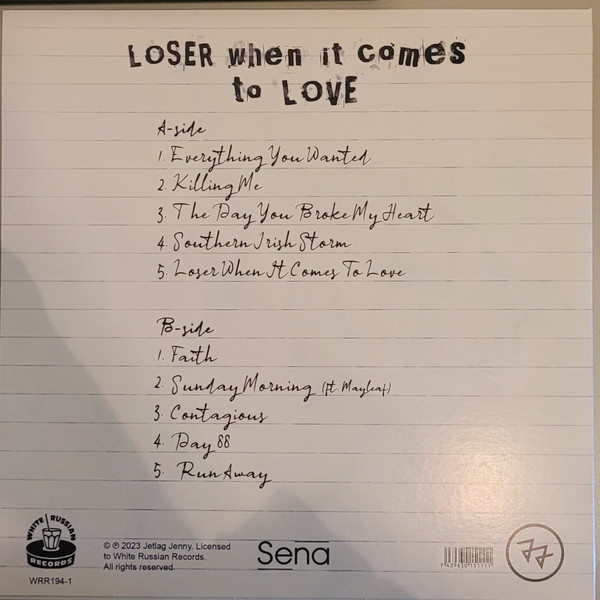 LOSER when it comes
to LOVE
A-side
1. Everything You Wanted
2. Killing Me
3. The Day You Broke My Heart
4. Southern Irish Storm
5. Loser When It Comes To Love
B-side
1. Faith
2. Sunday Morning (ft. Mayleaf)
3. Contagious
4. Day 88
5. Run Away
WHITE RUSSIAN
RECORDS
WRR194-1
© ℗ 2023 Jetlag Jenny. Licensed
to White Russian Records.
All rights reserved.
Sena
JJ